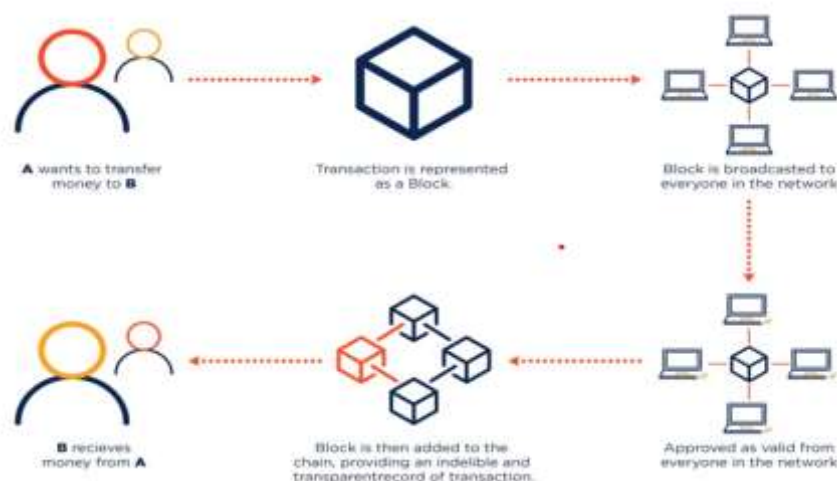 A wants to transfer
money to B
Transaction is represented
as a Block.
Block is broadcasted to
everyone in the network
Approved as valid from
everyone in the network
Block is then added to the
chain, providing an indelible and
transparentrecord of transaction.
B recieves
money from A